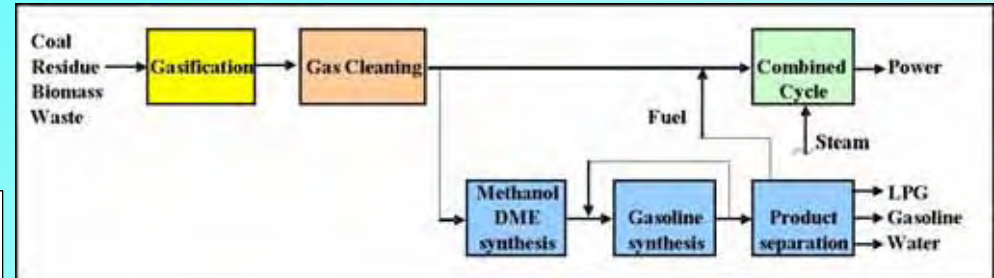 Coal
Residue
Biomass
Waste
Gasification
Gas Cleaning
Combined
Cycle
Power
Fuel
Steam
Methanol
DME
synthesis
Gasoline
synthesis
Product
separation
LPG
Gasoline
Water